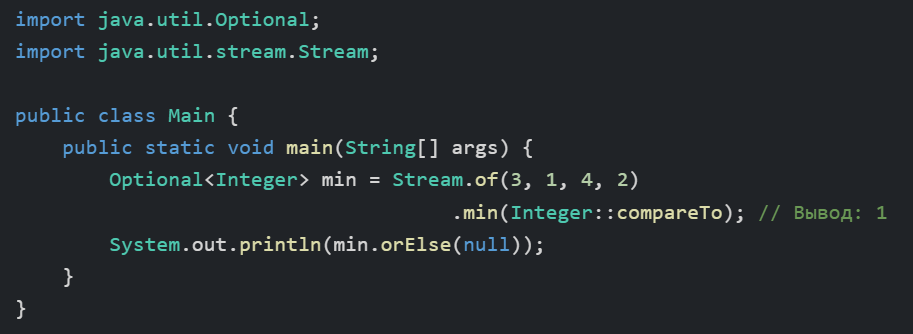 import java.util.Optional;
import java.util.stream.Stream;
public class Main {
public static void main(String[] args) {
Optional<Integer> min = Stream.of(3, 1, 4, 2)
.min(Integer::compareTo); // Вывод: 1
System.out.println(min.orElse(null));
}
}